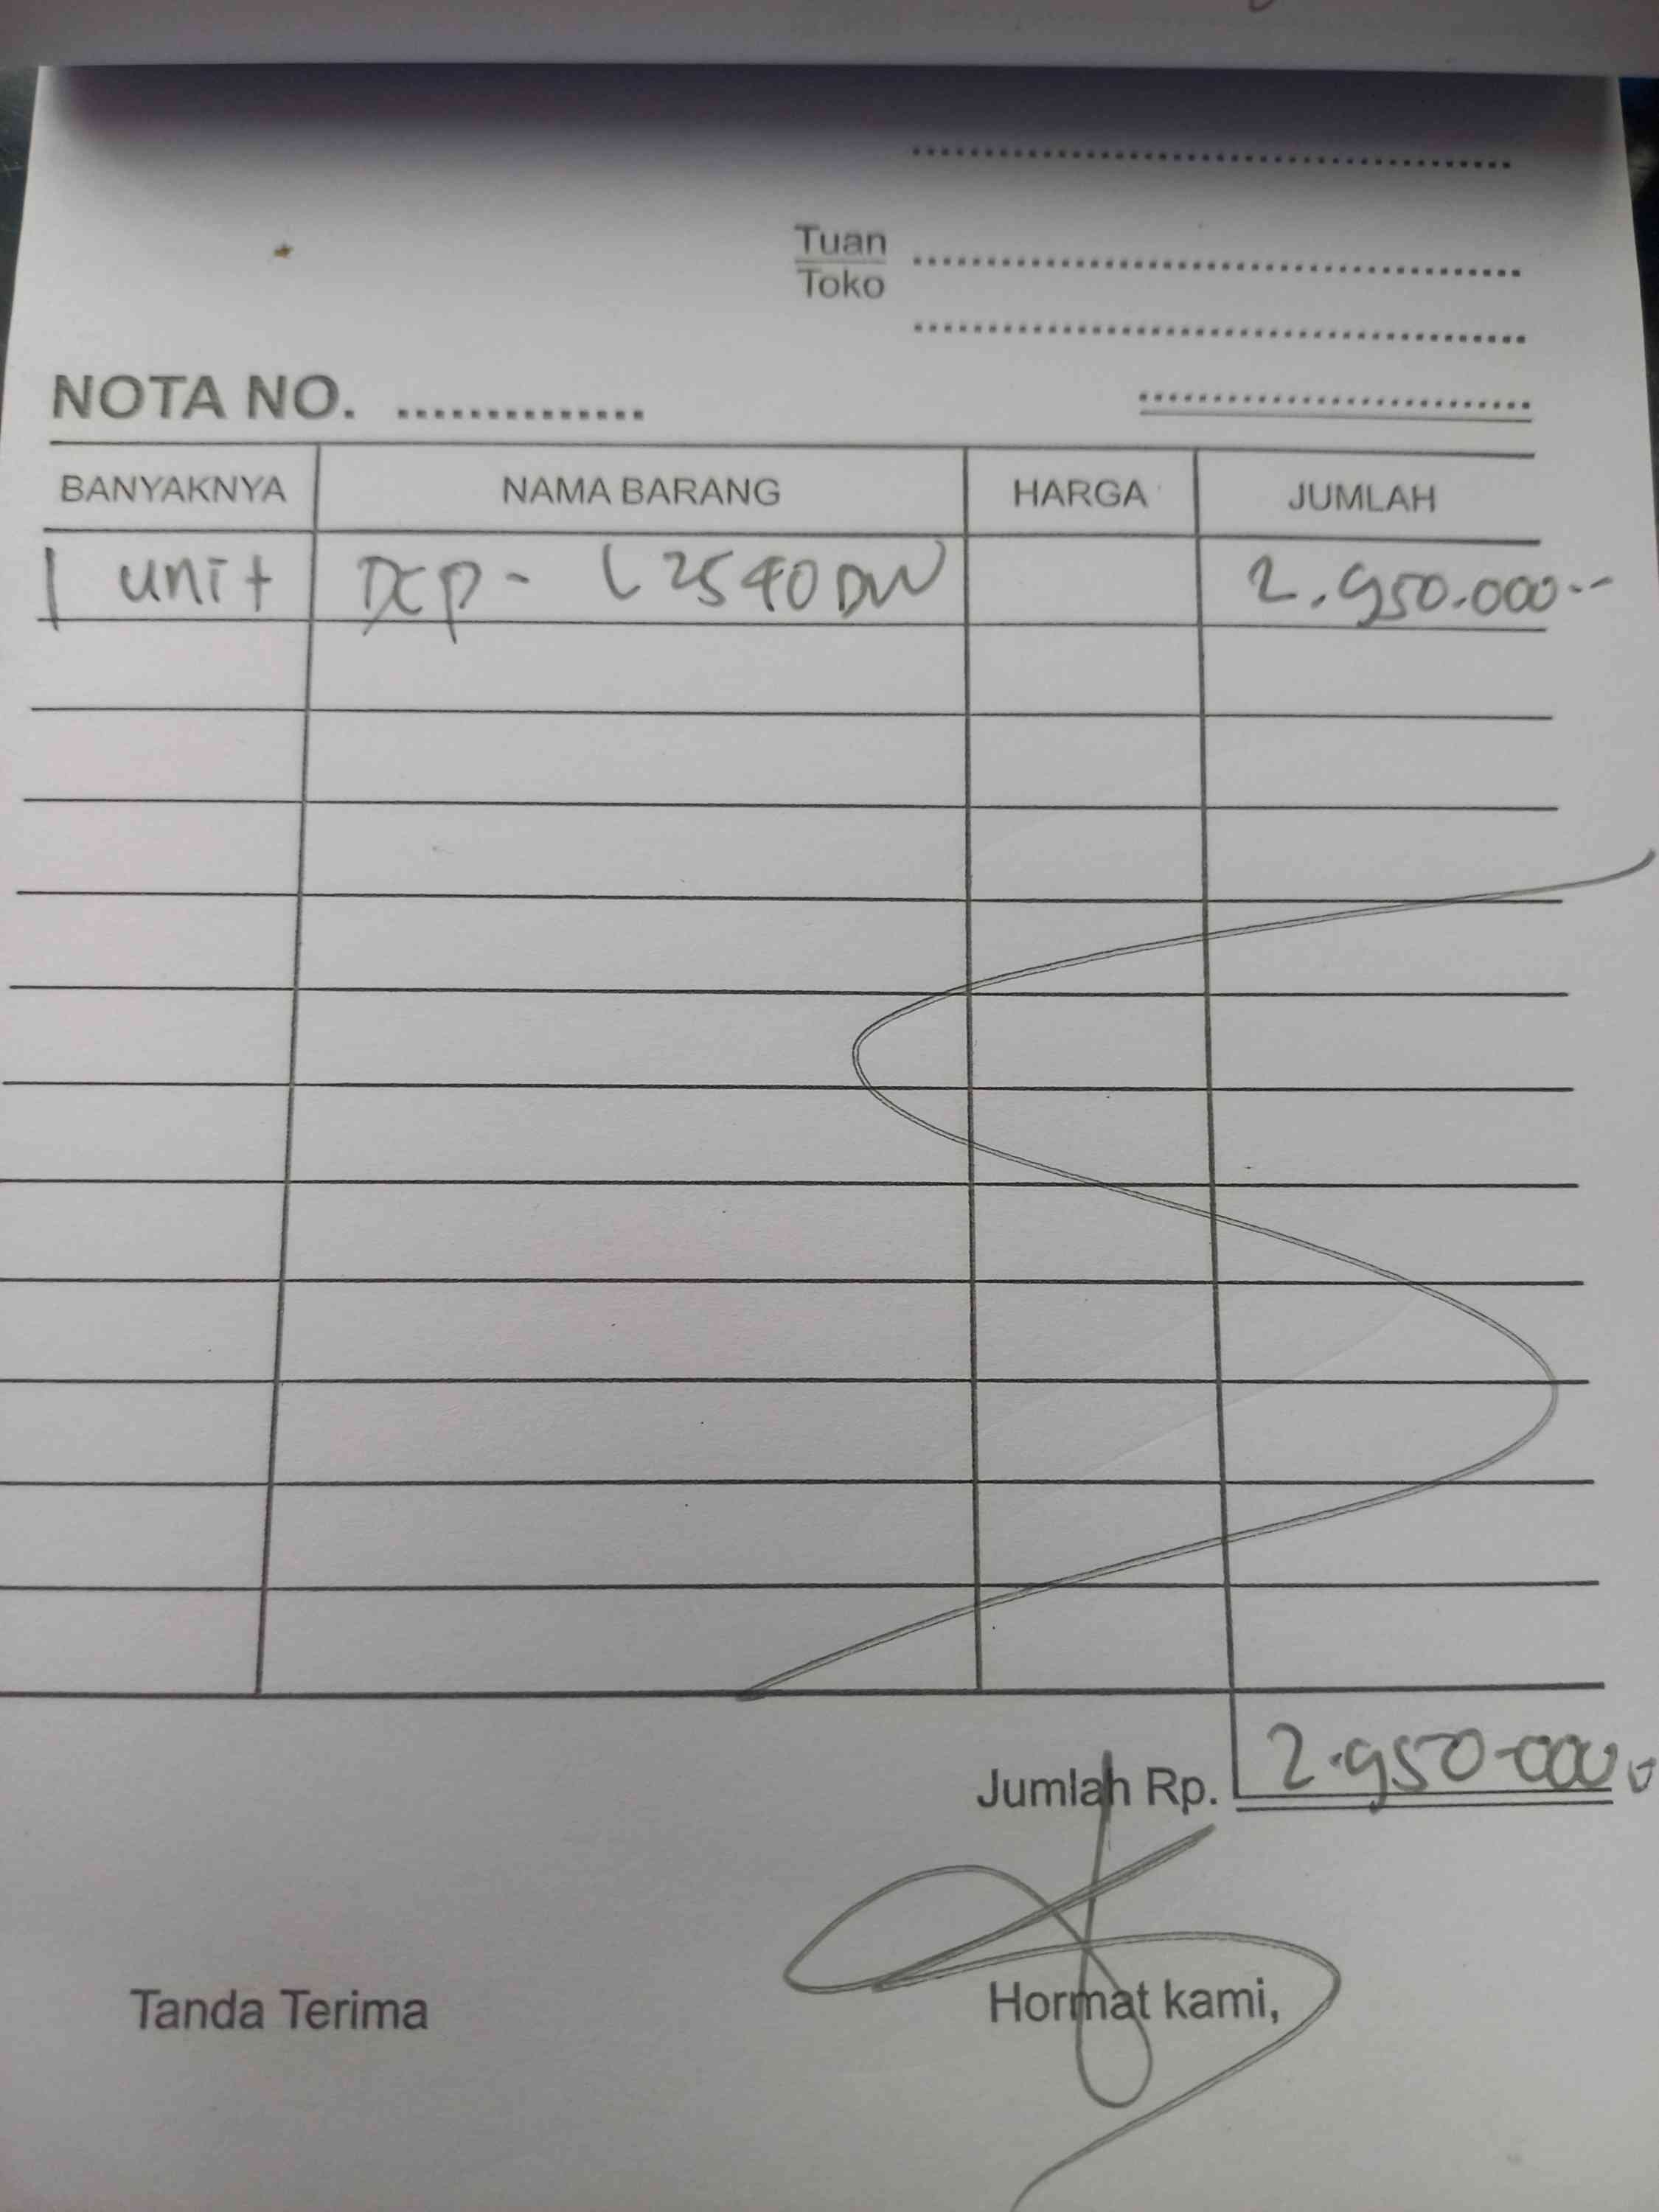 Tuan
Toko
NOTA NO.
BANYAKNYA NAMA BARANG HARGA JUMLAH
1 unit DCP - L2540DW 2.950.000.-
Jumlah Rp. 2.950.000,-
Tanda Terima Hormat kami,